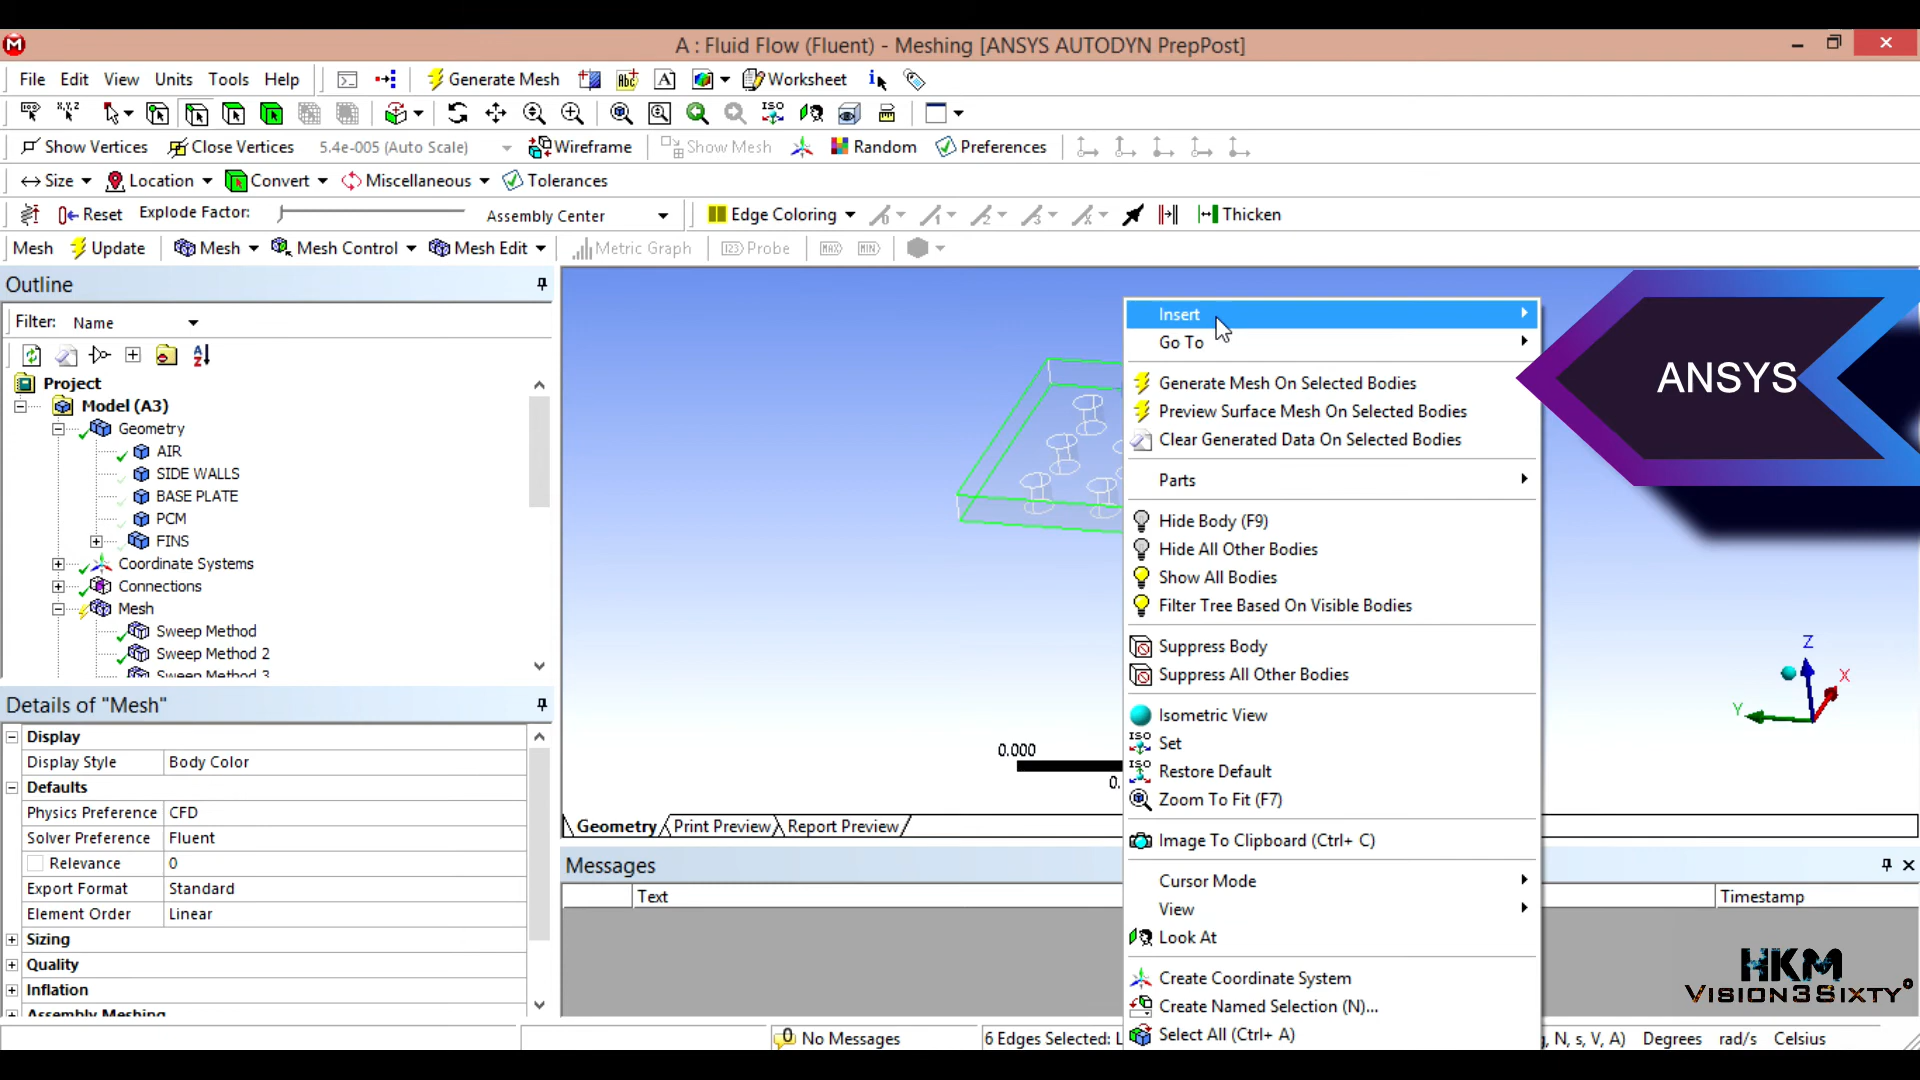 A : Fluid Flow (Fluent) - Meshing [ANSYS AUTODYN PrepPost]
File Edit View Units Tools Help Generate Mesh Worksheet
Show Vertices Close Vertices 5.4e-005 (Auto Scale) Wireframe Show Mesh Random Preferences
Size Location Convert Miscellaneous Tolerances
Reset Explode Factor: Assembly Center Edge Coloring Thicken
Mesh Update Mesh Mesh Control Mesh Edit Metric Graph Probe MAX MIN
Outline
Filter: Name
Project
Model (A3)
Geometry
AIR
SIDE WALLS
BASE PLATE
PCM
FINS
Coordinate Systems
Connections
Mesh
Sweep Method
Sweep Method 2
Sweep Method 3
Details of "Mesh"
Display
Display Style Body Color
Defaults
Physics Preference CFD
Solver Preference Fluent
Relevance 0
Export Format Standard
Element Order Linear
Sizing
Quality
Inflation
Assembly Meshing
Insert
Go To
Generate Mesh On Selected Bodies
Preview Surface Mesh On Selected Bodies
Clear Generated Data On Selected Bodies
Parts
Hide Body (F9)
Hide All Other Bodies
Show All Bodies
Filter Tree Based On Visible Bodies
Suppress Body
Suppress All Other Bodies
Isometric View
Set
Restore Default
Zoom To Fit (F7)
Image To Clipboard (Ctrl+ C)
Cursor Mode
View
Look At
Create Coordinate System
Create Named Selection (N)...
Select All (Ctrl+ A)
ANSYS
Z
X
Y
0.000
0.
Geometry Print Preview Report Preview
Messages
Text Timestamp
HKM
VISION3SIXTY°
No Messages 6 Edges Selected: L , N, s, V, A) Degrees rad/s Celsius